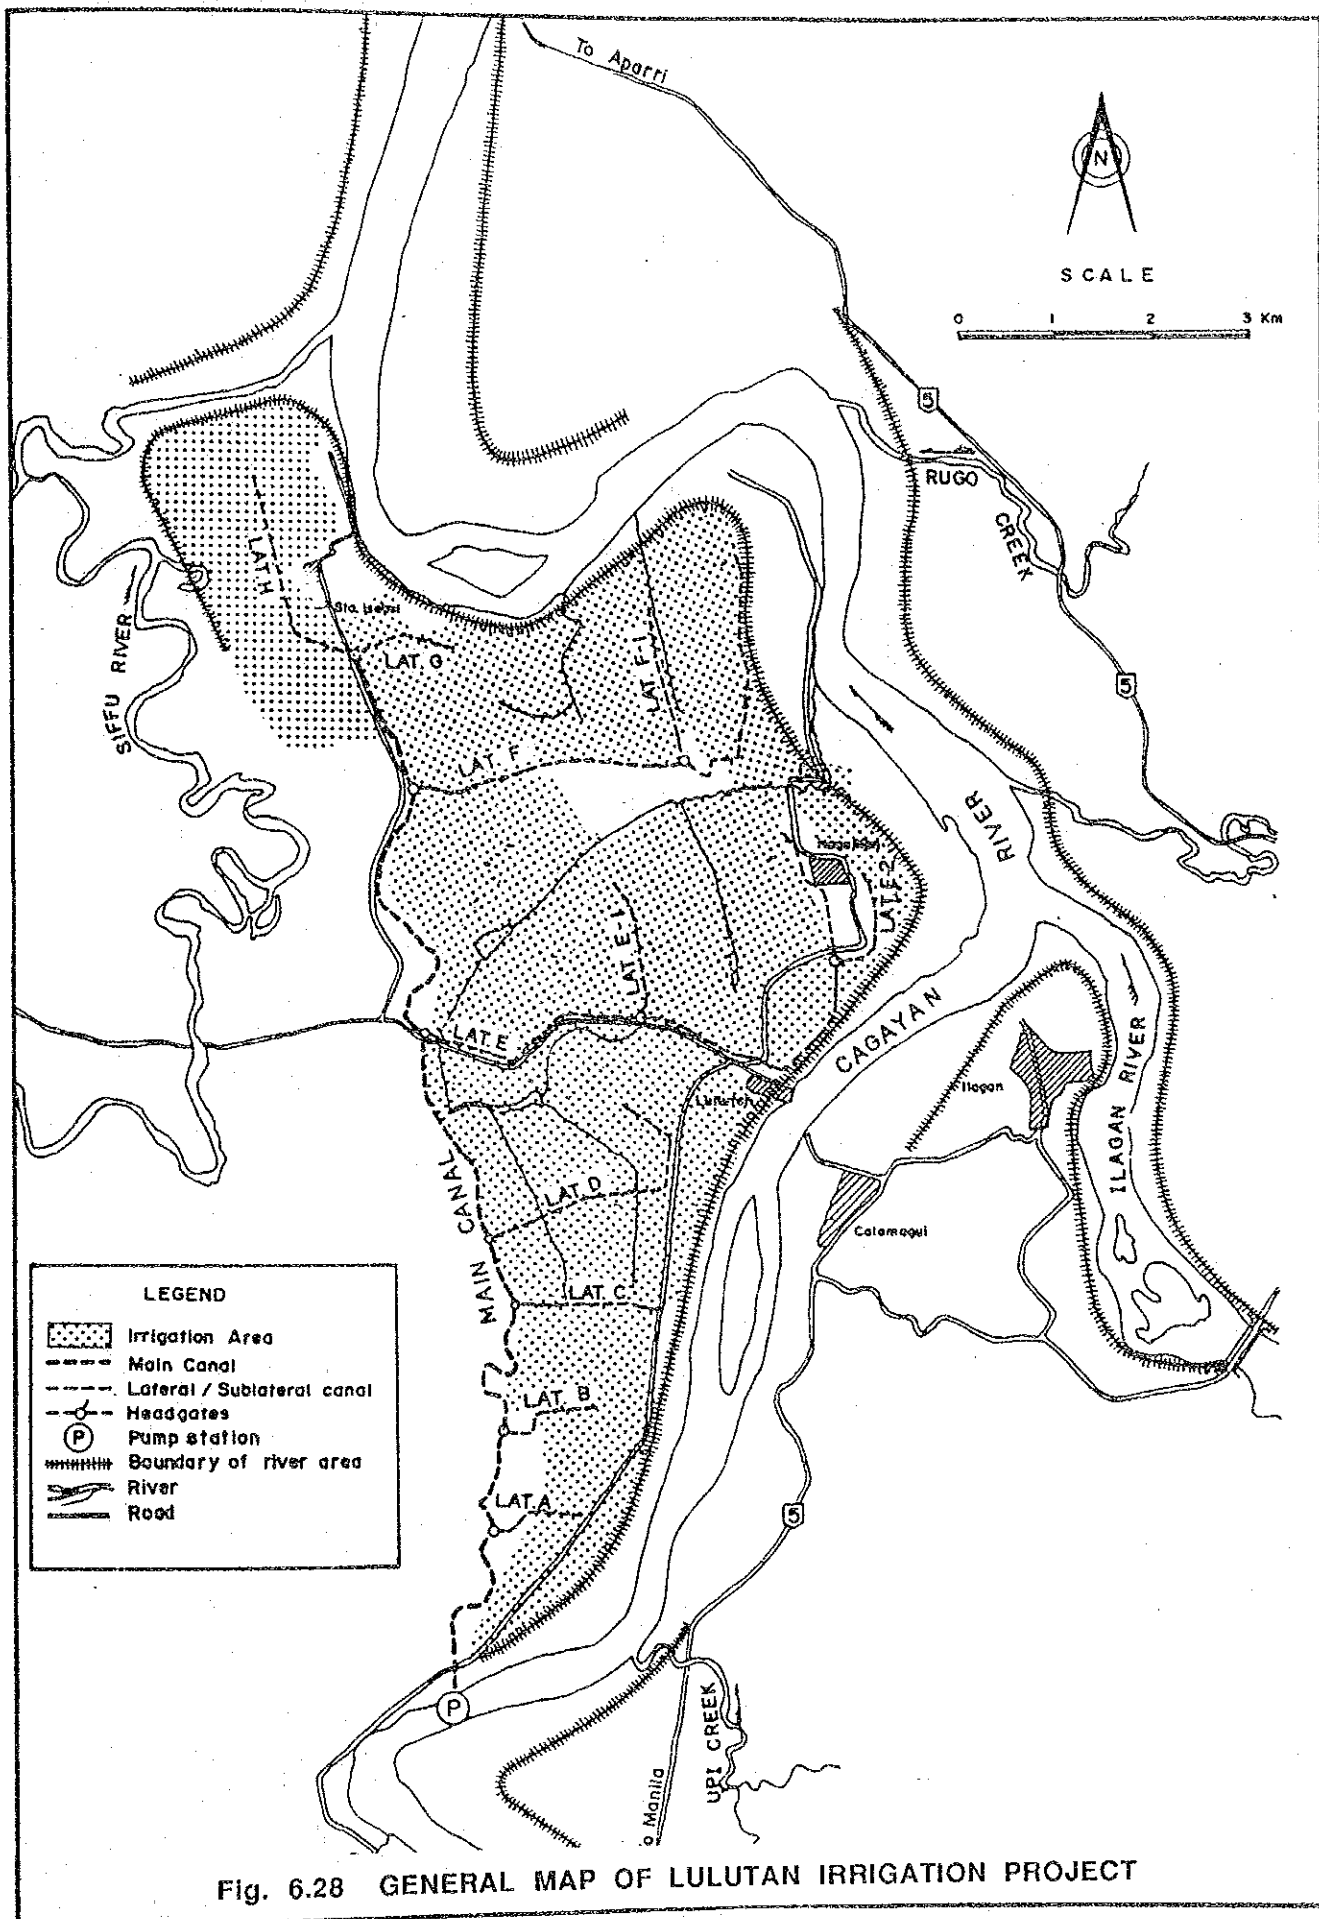 To Aparri
N
SCALE
0 1 2 3 Km
5
RUGO
CREEK
LAT. H
SIFFU RIVER
LAT. G
LAT. F.1
5
LAT. F
RIVER
LAT. E.2
LAT. E.1
CAGAYAN
LAT. E
Ilagan
ILAGAN RIVER
MAIN CANAL
LAT. D
Calamagui
LAT. C
LAT. B
LAT. A
5
LEGEND
Irrigation Area
Main Canal
Lateral / Sublateral canal
Headgates
P Pump station
Boundary of river area
River
Road
P
UPI CREEK
o Manila
Fig. 6.28 GENERAL MAP OF LULUTAN IRRIGATION PROJECT